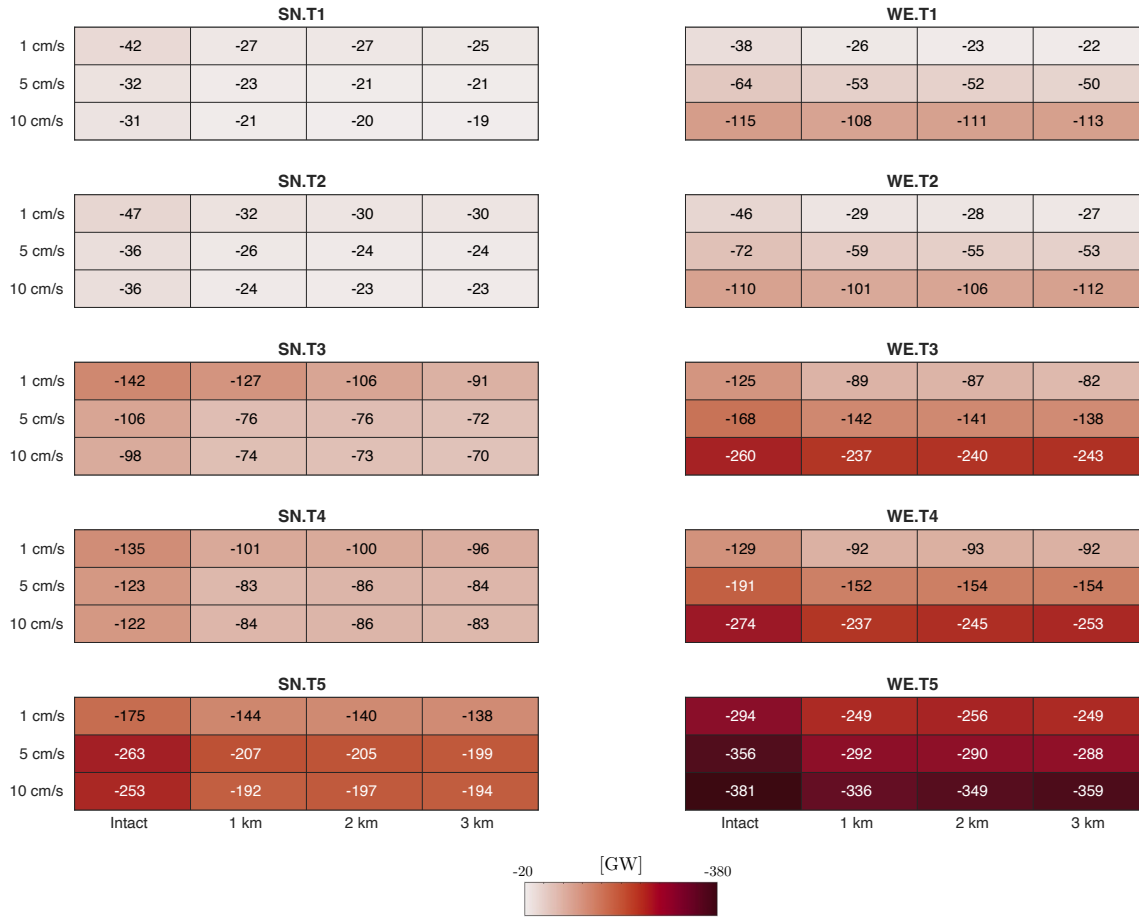 SN.T1 WE.T1
1 cm/s -42 -27 -27 -25 -38 -26 -23 -22
5 cm/s -32 -23 -21 -21 -64 -53 -52 -50
10 cm/s -31 -21 -20 -19 -115 -108 -111 -113
SN.T2 WE.T2
1 cm/s -47 -32 -30 -30 -46 -29 -28 -27
5 cm/s -36 -26 -24 -24 -72 -59 -55 -53
10 cm/s -36 -24 -23 -23 -110 -101 -106 -112
SN.T3 WE.T3
1 cm/s -142 -127 -106 -91 -125 -89 -87 -82
5 cm/s -106 -76 -76 -72 -168 -142 -141 -138
10 cm/s -98 -74 -73 -70 -260 -237 -240 -243
SN.T4 WE.T4
1 cm/s -135 -101 -100 -96 -129 -92 -93 -92
5 cm/s -123 -83 -86 -84 -191 -152 -154 -154
10 cm/s -122 -84 -86 -83 -274 -237 -245 -253
SN.T5 WE.T5
1 cm/s -175 -144 -140 -138 -294 -249 -256 -249
5 cm/s -263 -207 -205 -199 -356 -292 -290 -288
10 cm/s -253 -192 -197 -194 -381 -336 -349 -359
Intact 1 km 2 km 3 km Intact 1 km 2 km 3 km
-20 [GW] -380